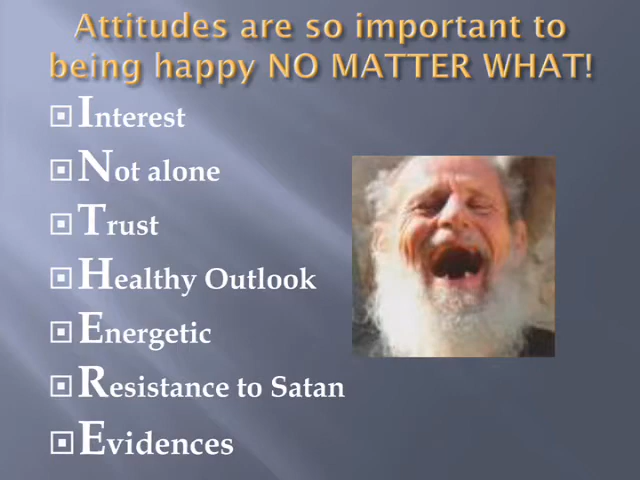 Attitudes are so important to
being happy NO MATTER WHAT!
Interest
Not alone
Trust
Healthy Outlook
Energetic
Resistance to Satan
Evidences